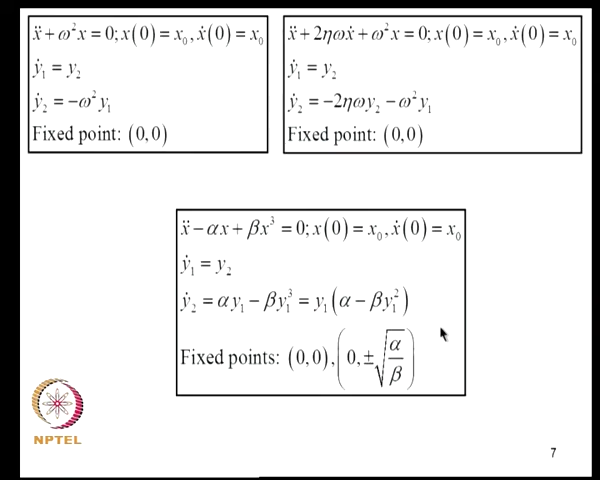 ẍ + ω²x = 0; x(0) = x₀, ẋ(0) = x₀
ẏ₁ = y₂
ẏ₂ = −ω²y₁
Fixed point: (0,0)
ẍ + 2ηωẋ + ω²x = 0; x(0) = x₀, ẋ(0) = x₀
ẏ₁ = y₂
ẏ₂ = −2ηωy₂ − ω²y₁
Fixed point: (0,0)
ẍ − αx + βx³ = 0; x(0) = x₀, ẋ(0) = x₀
ẏ₁ = y₂
ẏ₂ = αy₁ − βy₁³ = y₁(α − βy₁²)
Fixed points: (0,0), (0, ±√(α/β))
NPTEL
7